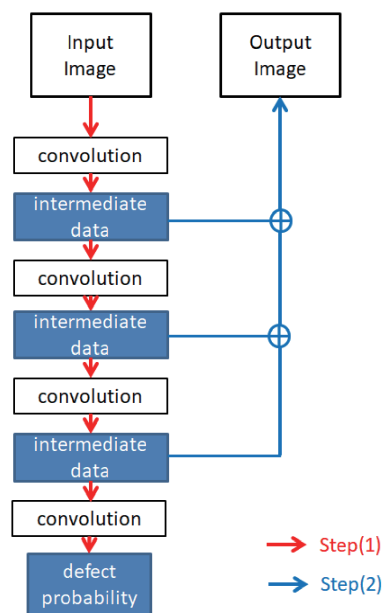 Input
Image
Output
Image
convolution
intermediate
data
convolution
intermediate
data
convolution
intermediate
data
convolution
defect
probability
Step(1)
Step(2)